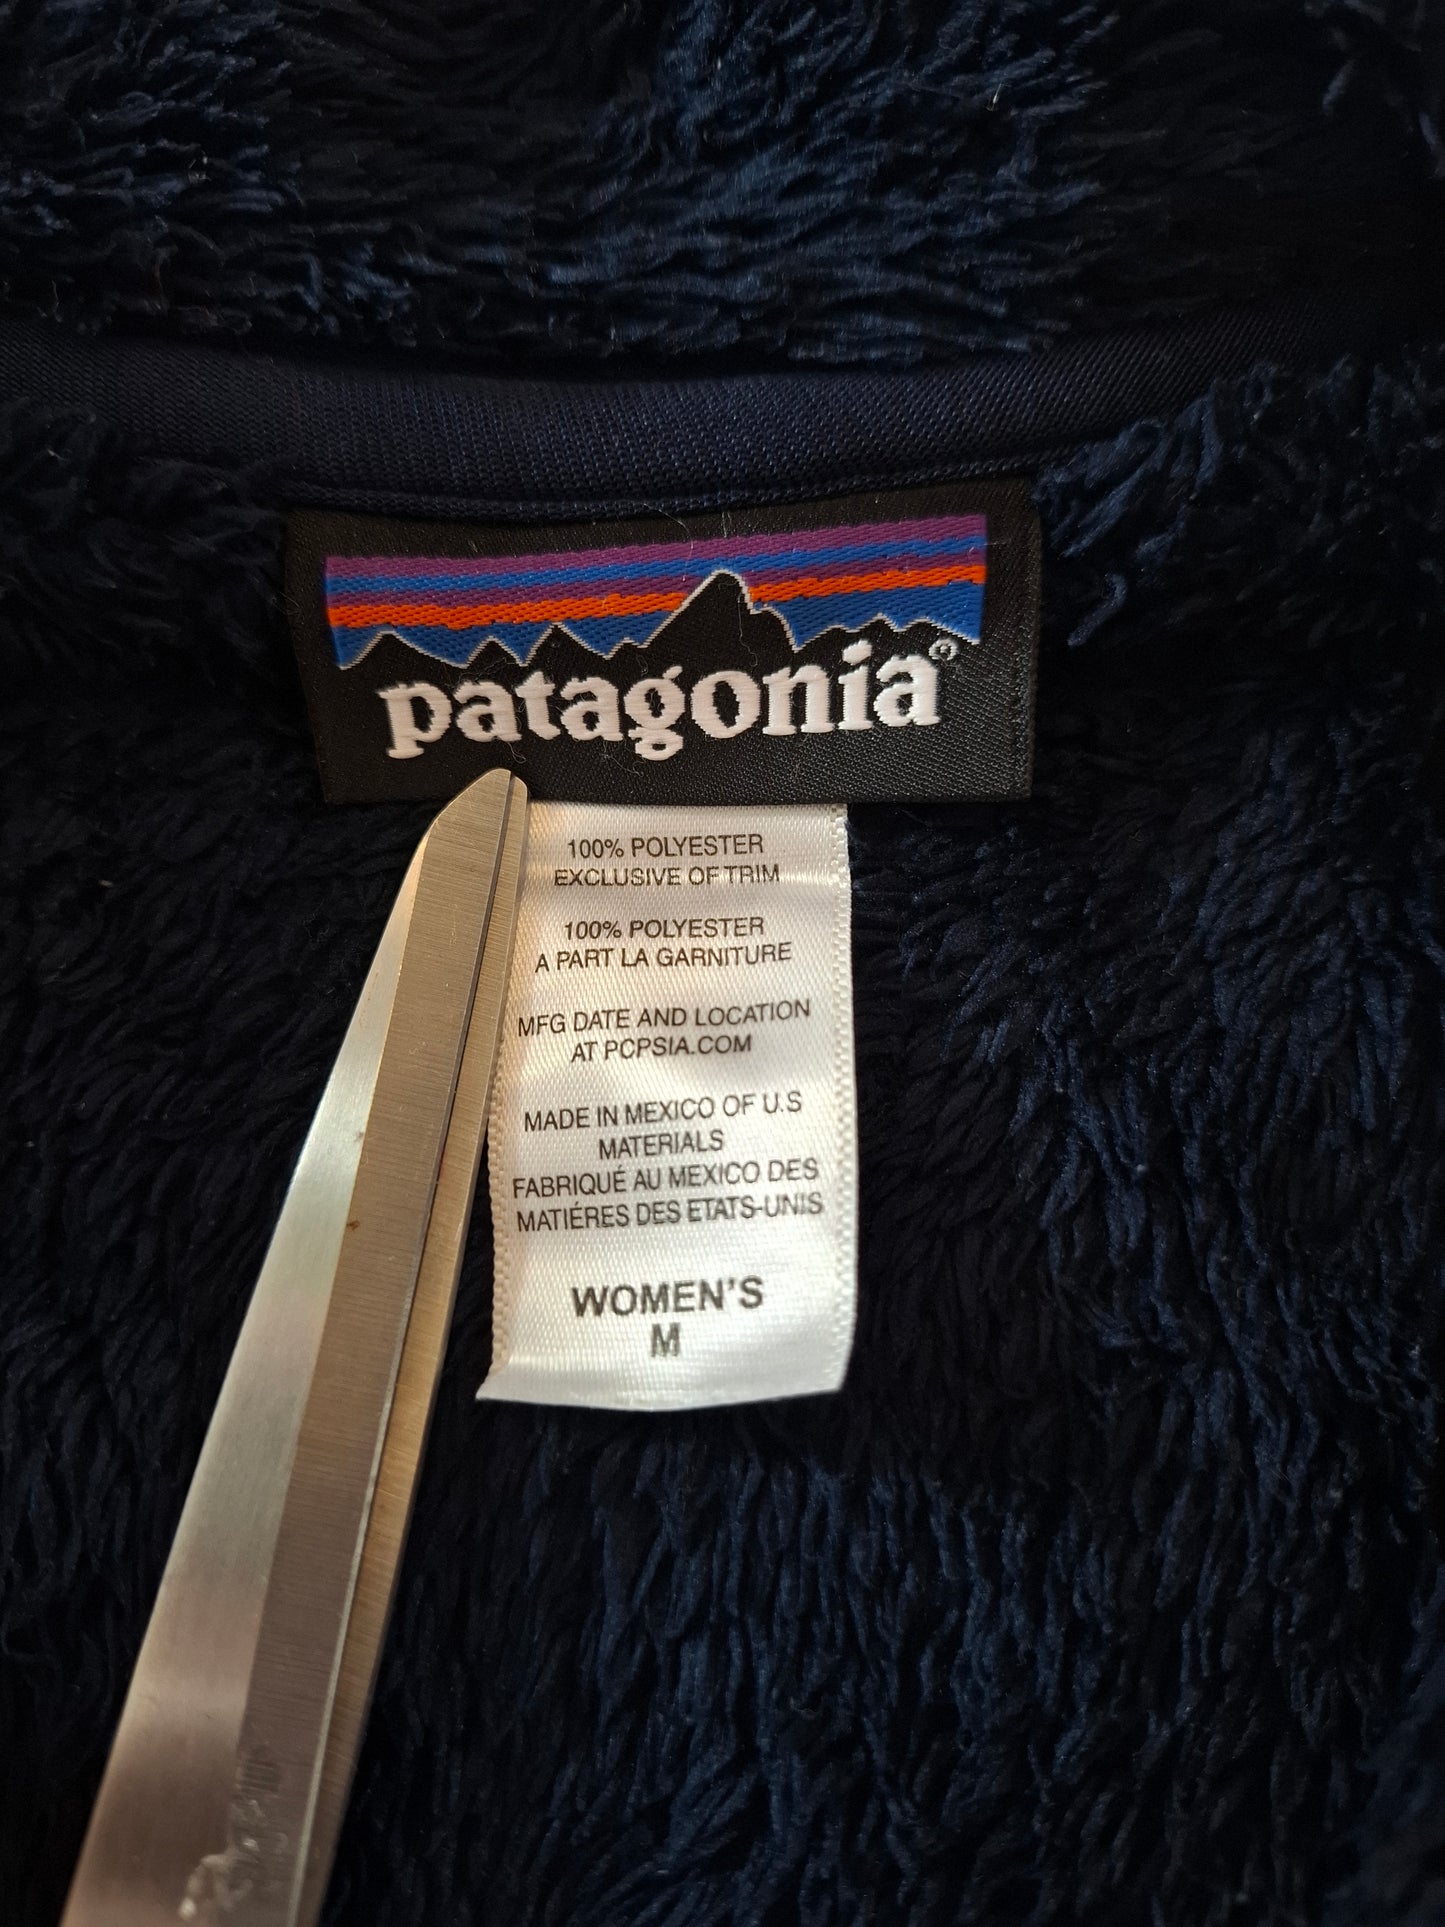 patagonia®
100% POLYESTER
EXCLUSIVE OF TRIM
100% POLYESTER
A PART LA GARNITURE
MFG DATE AND LOCATION
AT PCPSIA.COM
MADE IN MEXICO OF U.S
MATERIALS
FABRIQUÉ AU MEXICO DES
MATIÉRES DES ETATS-UNIS
WOMEN'S
M